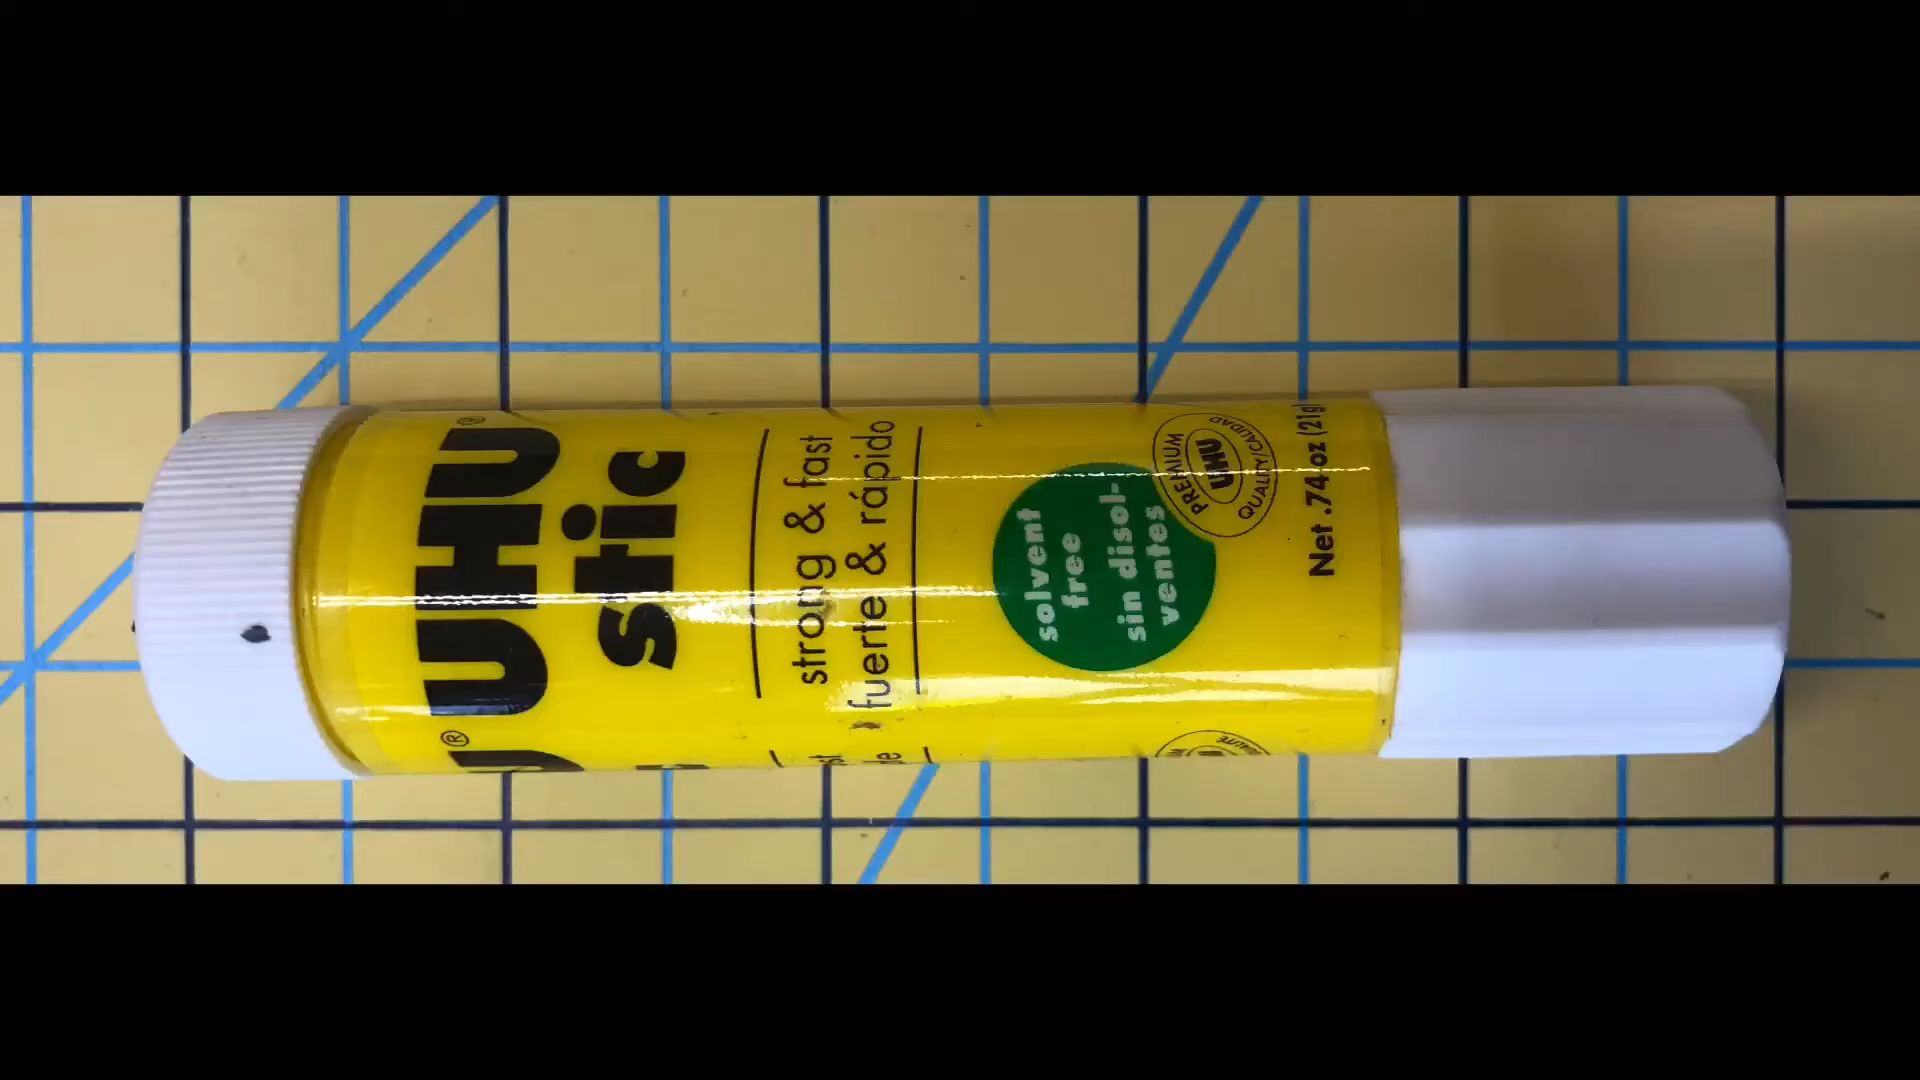 UHU®
stic
strong & fast
fuerte & rápido
solvent
free
sin disol-
ventes
PREMIUM
UHU
QUALITY/CALIDAD
Net .74 oz (21g)